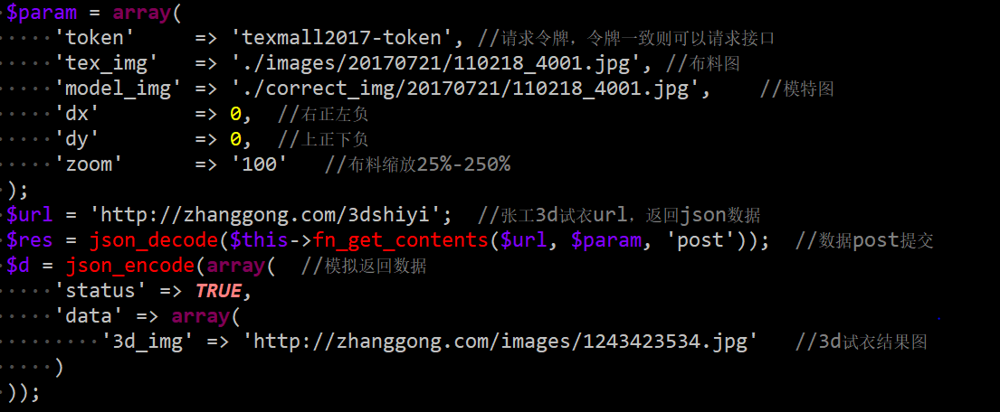 $param = array(
'token' => 'texmall2017-token', //请求令牌，令牌一致则可以请求接口
'tex_img' => './images/20170721/110218_4001.jpg', //布料图
'model_img' => './correct_img/20170721/110218_4001.jpg', //模特图
'dx' => 0, //右正左负
'dy' => 0, //上正下负
'zoom' => '100' //布料缩放25%-250%
);
$url = 'http://zhanggong.com/3dshiyi'; //张工3d试衣url，返回json数据
$res = json_decode($this->fn_get_contents($url, $param, 'post')); //数据post提交
$d = json_encode(array( //模拟返回数据
'status' => TRUE,
'data' => array(
'3d_img' => 'http://zhanggong.com/images/1243423534.jpg' //3d试衣结果图
)
));